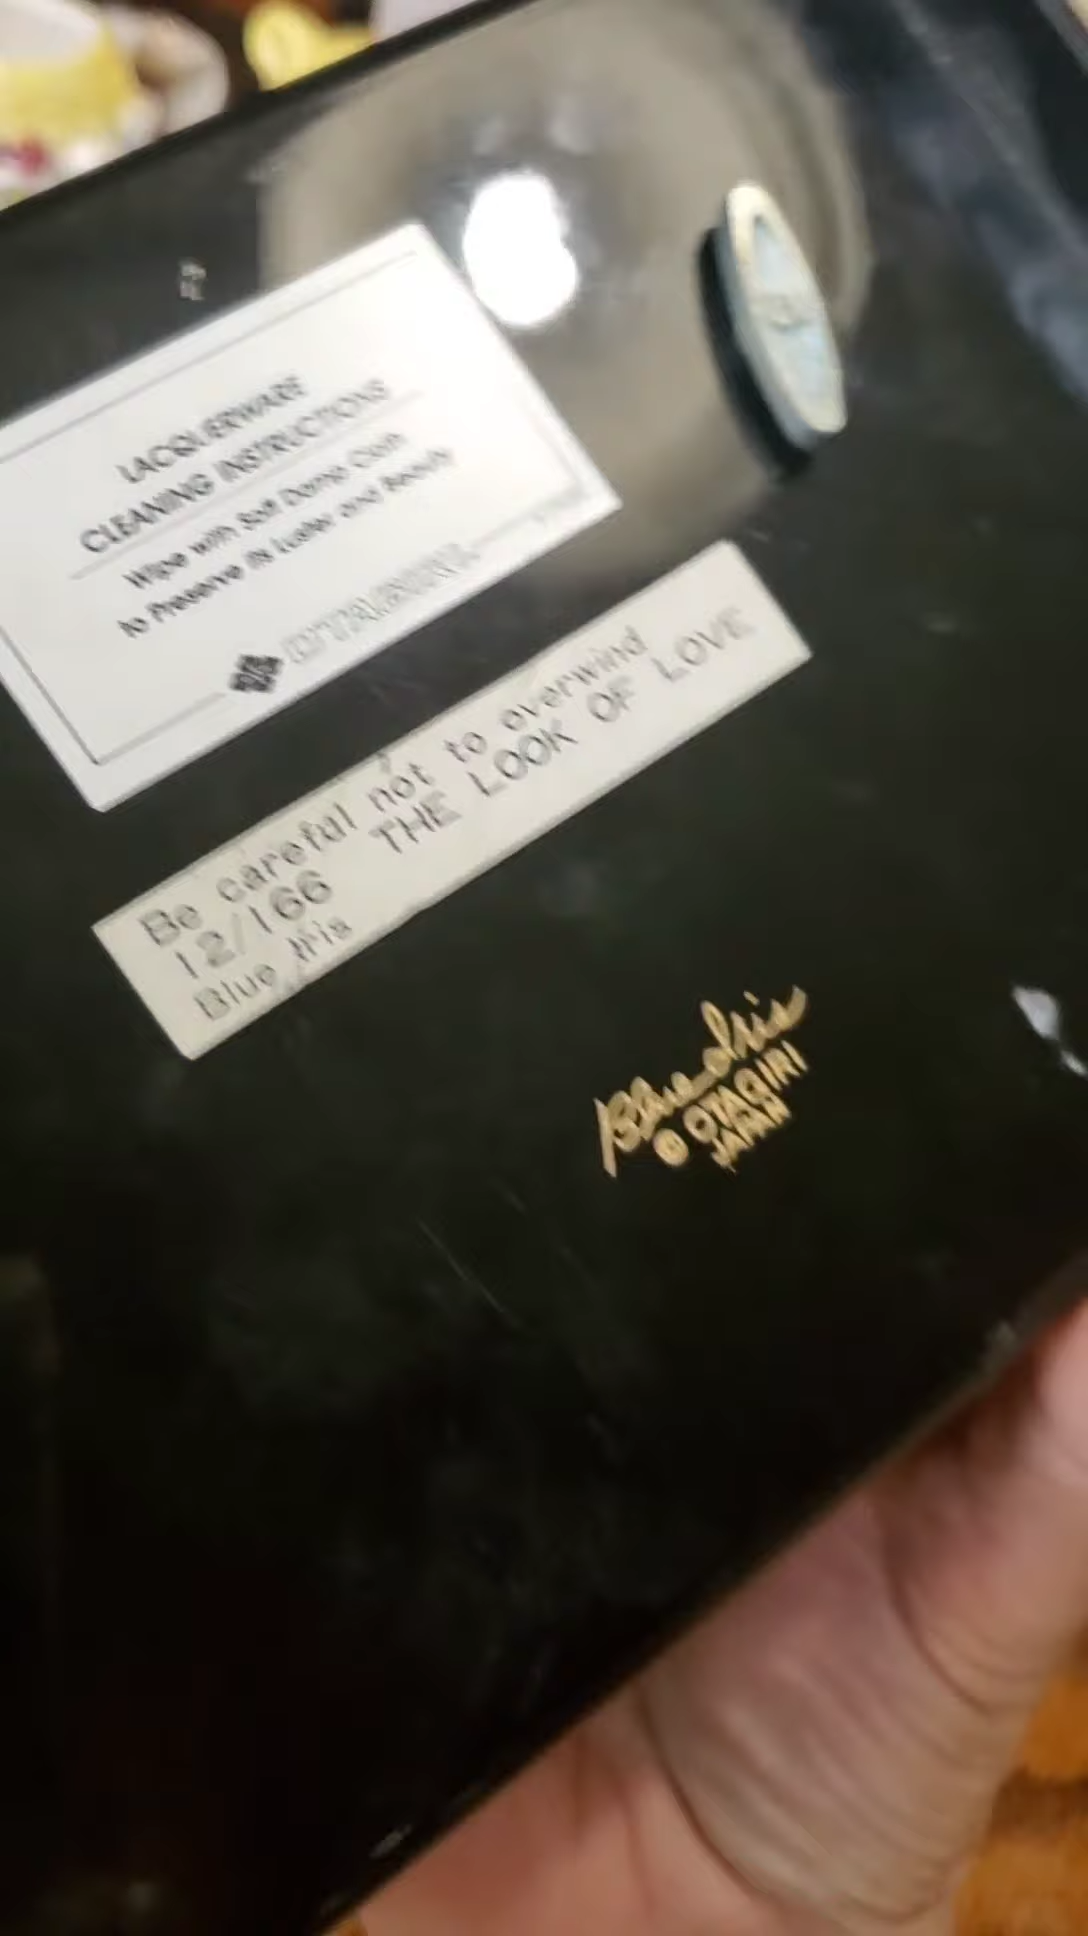 LACQUERWARE
CLEANING INSTRUCTIONS
Wipe with Soft Damp Cloth
to Preserve its Luster and Beauty
OTAGIRI
Be careful not to overwind
12/166 THE LOOK OF LOVE
Blue Iris
Blue Iris
© OTAGIRI
JAPAN